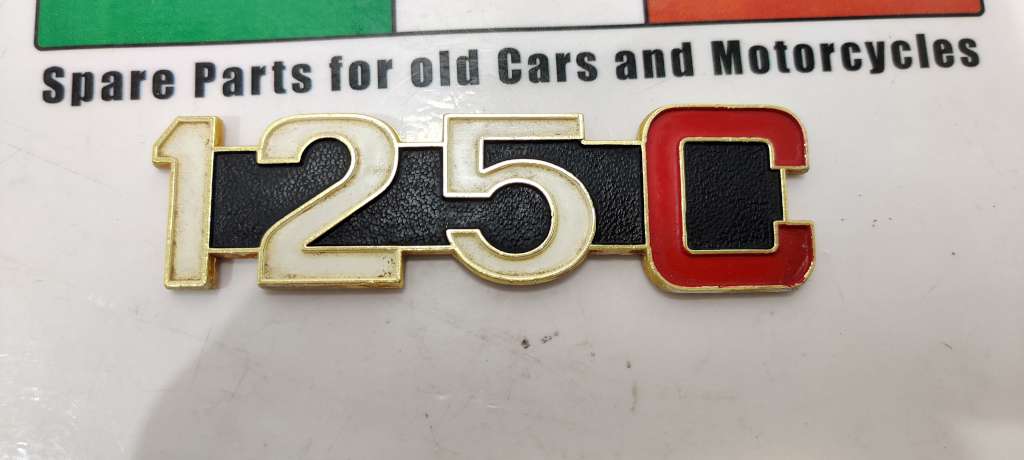 Spare Parts for old Cars and Motorcycles
125C